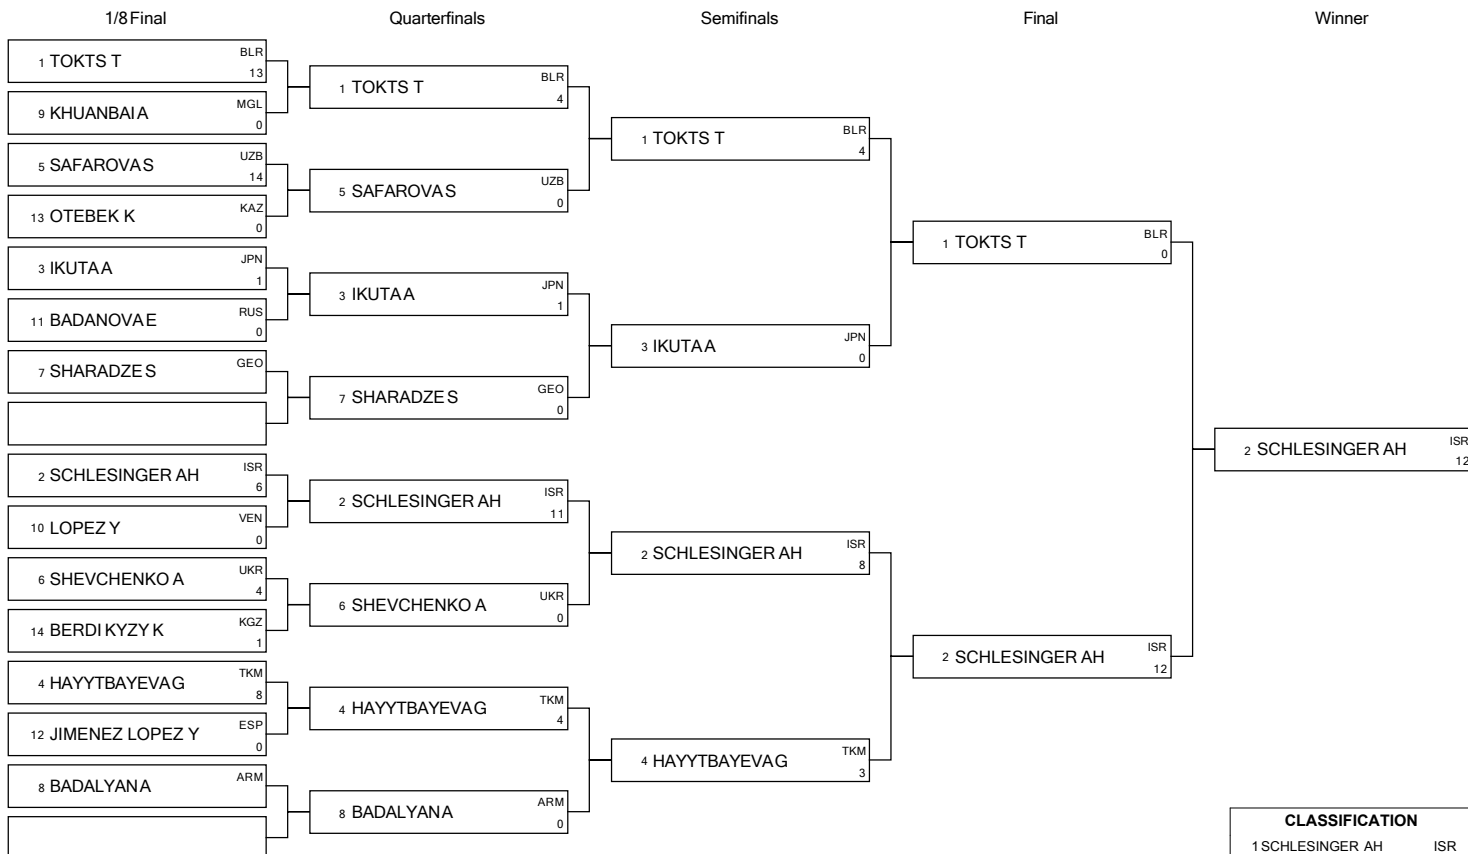 1/8 Final
Quarterfinals
Semifinals
Final
Winner
1 TOKTS T BLR 13
9 KHUANBAI A MGL 0
5 SAFAROVA S UZB 14
13 OTEBEK K KAZ 0
3 IKUTA A JPN 1
11 BADANOVA E RUS 0
7 SHARADZE S GEO
2 SCHLESINGER AH ISR 6
10 LOPEZ Y VEN 0
6 SHEVCHENKO A UKR 4
14 BERDI KYZY K KGZ 1
4 HAYYTBAYEVA G TKM 8
12 JIMENEZ LOPEZ Y ESP 0
8 BADALYAN A ARM
1 TOKTS T BLR 4
5 SAFAROVA S UZB 0
3 IKUTA A JPN 1
7 SHARADZE S GEO 0
2 SCHLESINGER AH ISR 11
6 SHEVCHENKO A UKR 0
4 HAYYTBAYEVA G TKM 4
8 BADALYAN A ARM 0
1 TOKTS T BLR 4
3 IKUTA A JPN 0
2 SCHLESINGER AH ISR 8
4 HAYYTBAYEVA G TKM 3
1 TOKTS T BLR 0
2 SCHLESINGER AH ISR 12
2 SCHLESINGER AH ISR 12
CLASSIFICATION
1 SCHLESINGER AH ISR